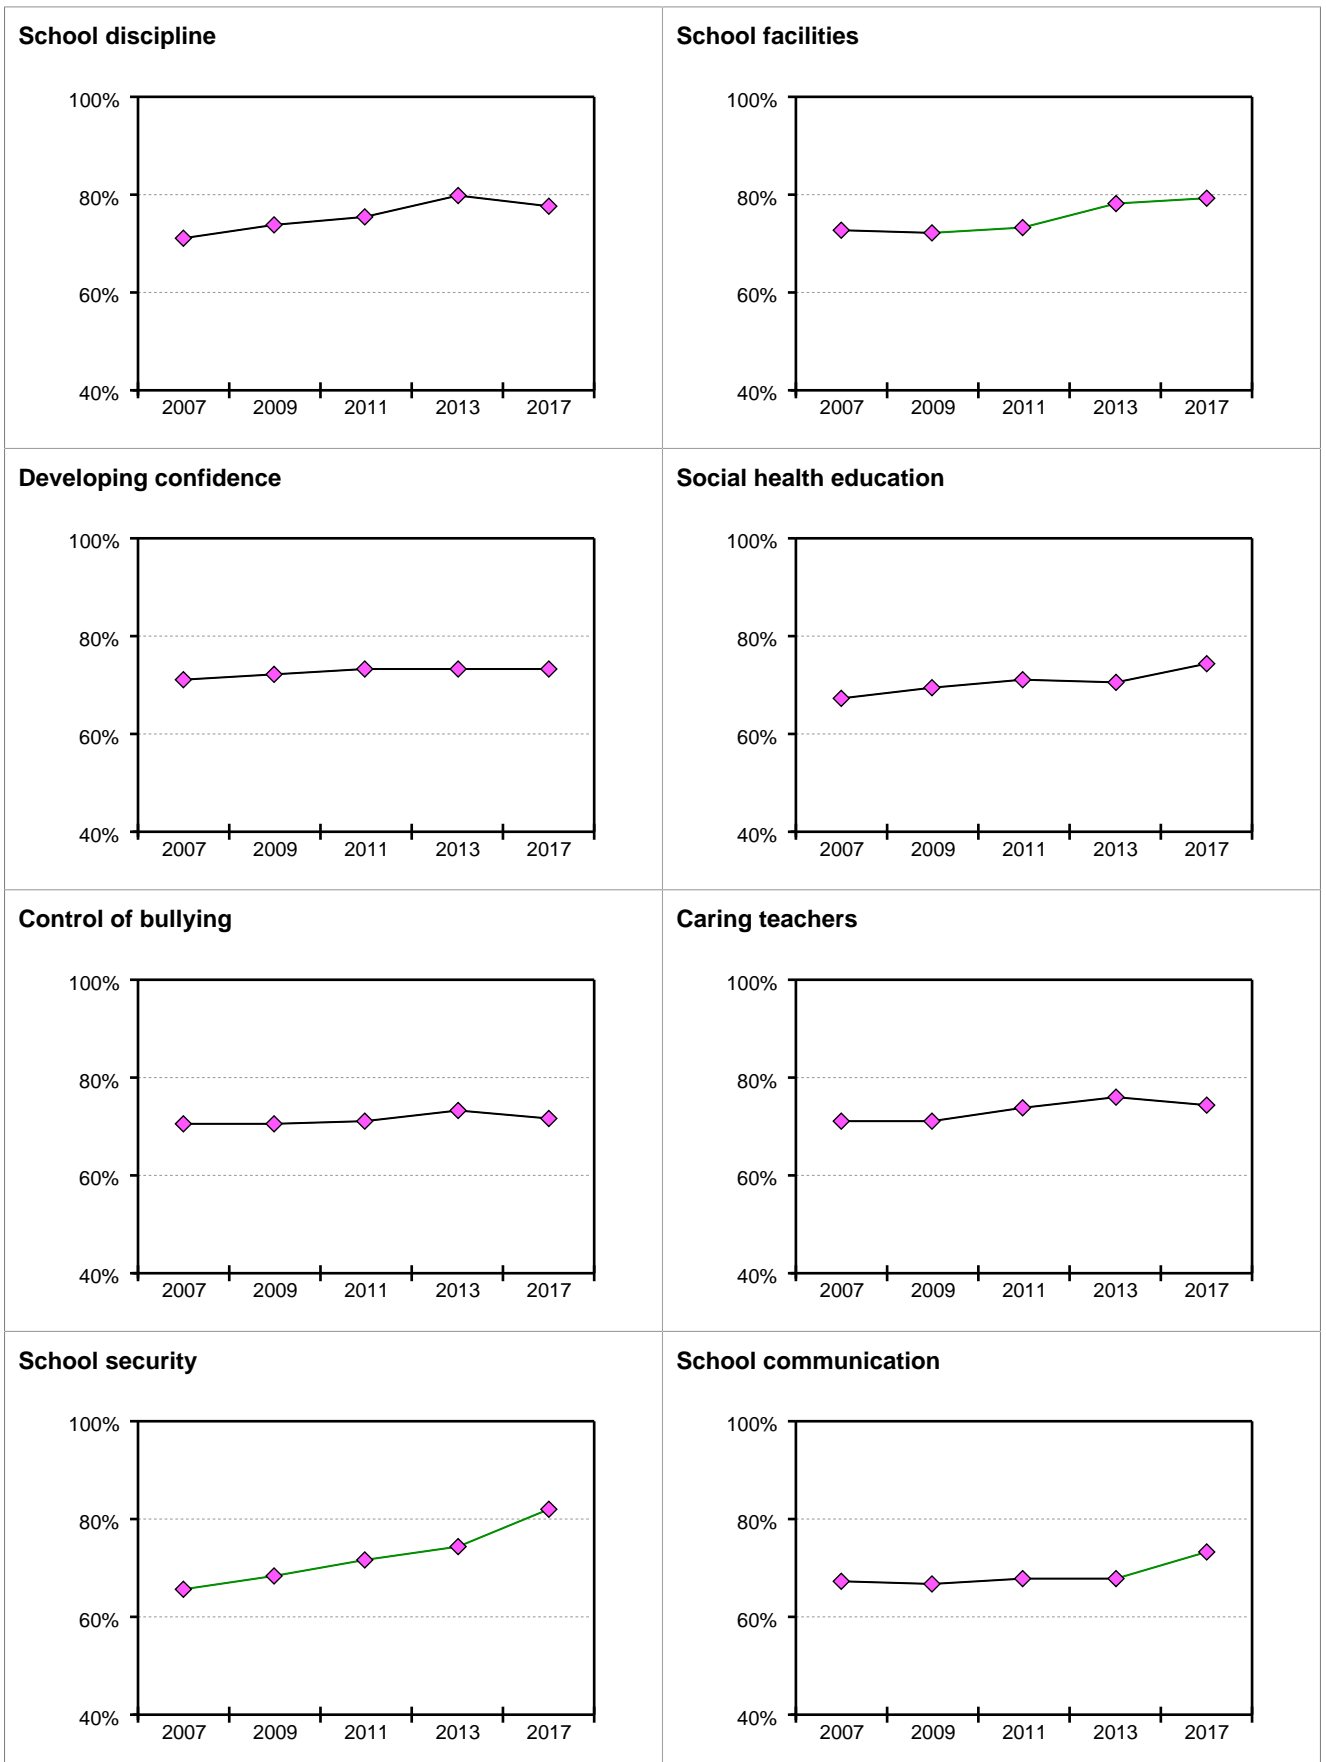 School discipline
100%
80%
60%
40%
2007 2009 2011 2013 2017
School facilities
100%
80%
60%
40%
2007 2009 2011 2013 2017
Developing confidence
100%
80%
60%
40%
2007 2009 2011 2013 2017
Social health education
100%
80%
60%
40%
2007 2009 2011 2013 2017
Control of bullying
100%
80%
60%
40%
2007 2009 2011 2013 2017
Caring teachers
100%
80%
60%
40%
2007 2009 2011 2013 2017
School security
100%
80%
60%
40%
2007 2009 2011 2013 2017
School communication
100%
80%
60%
40%
2007 2009 2011 2013 2017